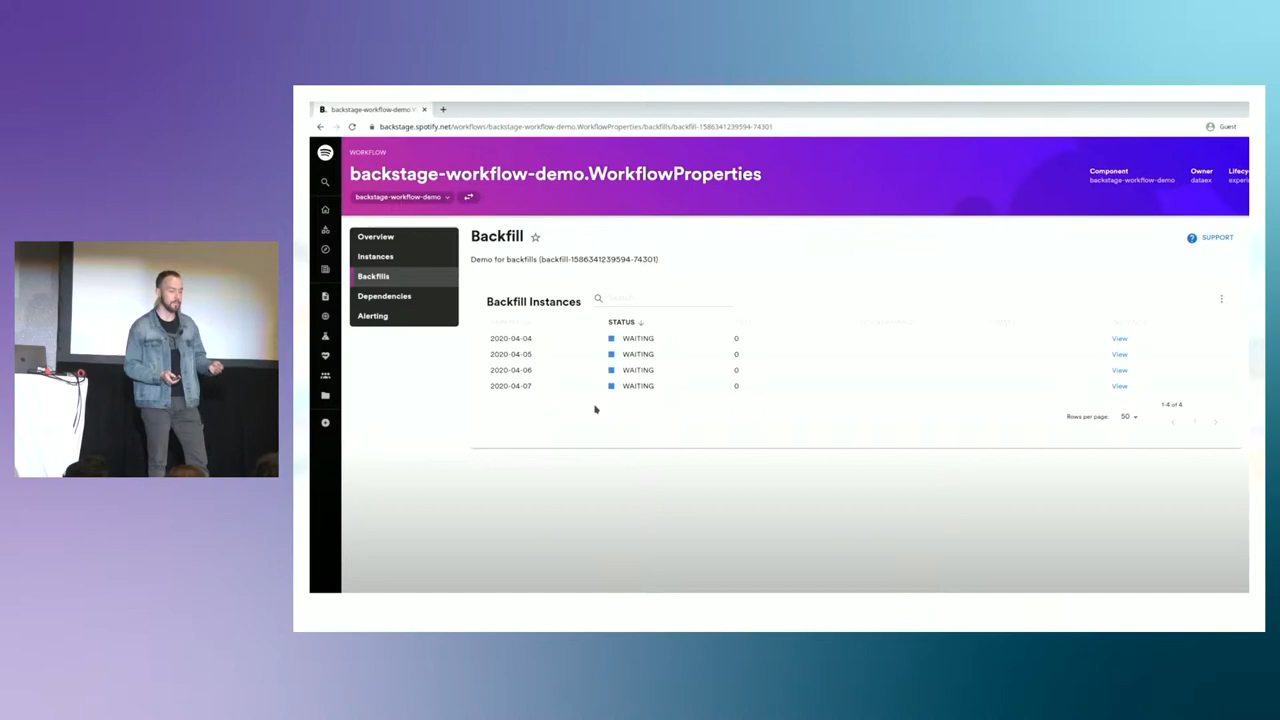 backstage-workflow-demo.
backstage.spotify.net/workflows/backstage-workflow-demo.WorkflowProperties/backfills/backfill-1586341239594-74301
Guest
WORKFLOW
backstage-workflow-demo.WorkflowProperties
backstage-workflow-demo
Component
backstage-workflow-demo
Owner
dataex
Lifecy
experi
Overview
Instances
Backfills
Dependencies
Alerting
Backfill
SUPPORT
Demo for backfills (backfill-1586341239594-74301)
Backfill Instances
Search
STATUS
2020-04-04 WAITING 0 View
2020-04-05 WAITING 0 View
2020-04-06 WAITING 0 View
2020-04-07 WAITING 0 View
1-4 of 4
Rows per page: 50
1